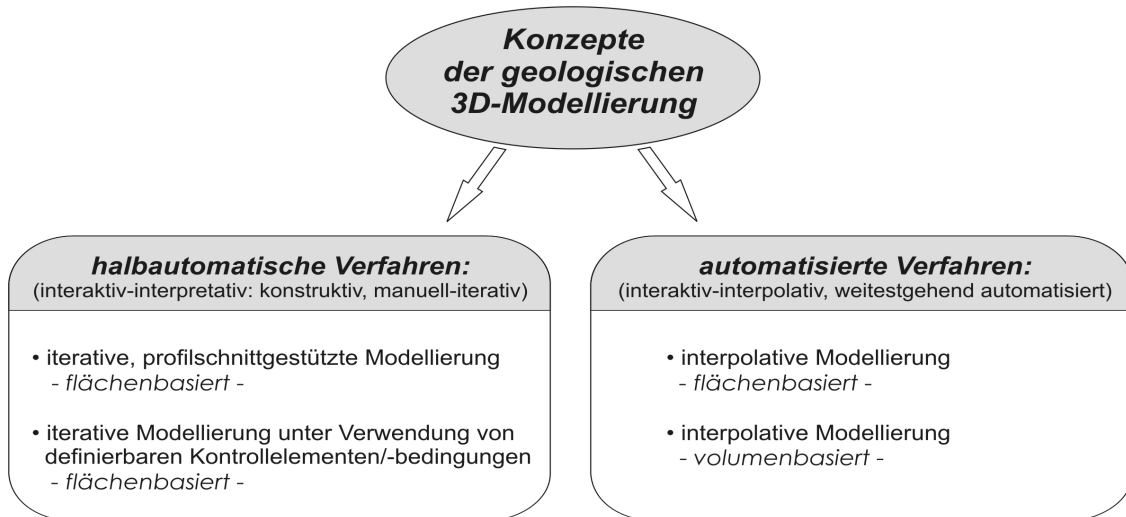 Konzepte
der geologischen
3D-Modellierung
halbautomatische Verfahren:
(interaktiv-interpretativ: konstruktiv, manuell-iterativ)
• iterative, profilschnittgestützte Modellierung
- flächenbasiert -
• iterative Modellierung unter Verwendung von
definierbaren Kontrollelementen/-bedingungen
- flächenbasiert -
automatisierte Verfahren:
(interaktiv-interpolativ, weitestgehend automatisiert)
• interpolative Modellierung
- flächenbasiert -
• interpolative Modellierung
- volumenbasiert -